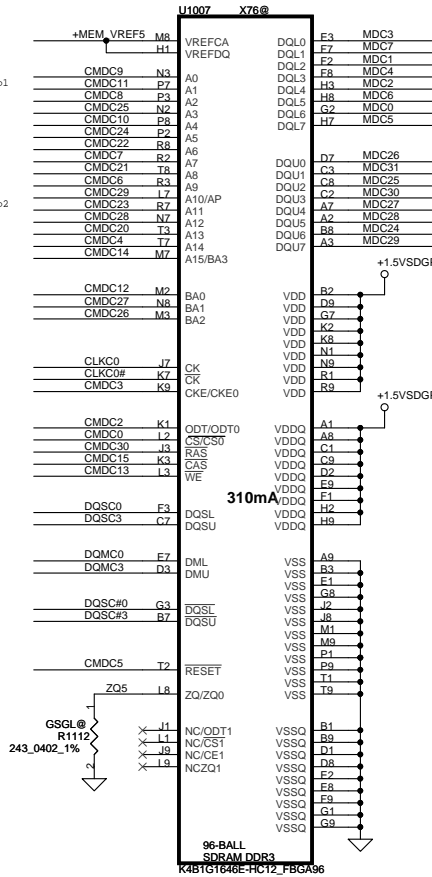 U1007 X76@
+MEM_VREF5 M8 VREFCA
H1 VREFDQ
CMDC9 N3 A0
CMDC11 P7 A1
CMDC8 P3 A2
CMDC25 N2 A3
CMDC10 P8 A4
CMDC24 P2 A5
CMDC22 R8 A6
CMDC7 R2 A7
CMDC21 T8 A8
CMDC6 R3 A9
CMDC29 L7 A10/AP
CMDC23 R7 A11
CMDC28 N7 A12
CMDC20 T3 A13
CMDC4 T7 A14
CMDC14 M7 A15/BA3
CMDC12 M2 BA0
CMDC27 N8 BA1
CMDC26 M3 BA2
CLKC0 J7 CK
CLKC0# K7 CK
CMDC3 K9 CKE/CKE0
CMDC2 K1 ODT/ODT0
CMDC0 L2 CS/CS0
CMDC30 J3 RAS
CMDC15 K3 CAS
CMDC13 L3 WE
DQSC0 F3 DQSL
DQSC3 C7 DQSU
DQMC0 E7 DML
DQMC3 D3 DMU
DQSC#0 G3 DQSL
DQSC#3 B7 DQSU
CMDC5 T2 RESET
ZQ5 L8 ZQ/ZQ0
1
GSGL@
R1112
243_0402_1%
2
J1 NC/ODT1
L1 NC/CS1
J9 NC/CE1
L9 NCZQ1
DQL0 E3 MDC3
DQL1 F7 MDC7
DQL2 F2 MDC1
DQL3 F8 MDC4
DQL4 H3 MDC2
DQL5 H8 MDC6
DQL6 G2 MDC0
DQL7 H7 MDC5
DQU0 D7 MDC26
DQU1 C3 MDC31
DQU2 C8 MDC25
DQU3 C2 MDC30
DQU4 A7 MDC27
DQU5 A2 MDC28
DQU6 B8 MDC24
DQU7 A3 MDC29
+1.5VSDGP
VDD B2
VDD D9
VDD G7
VDD K2
VDD K8
VDD N1
VDD N9
VDD R1
VDD R9
+1.5VSDGP
VDDQ A1
VDDQ A8
VDDQ C1
VDDQ C9
VDDQ D2
VDDQ E9
VDDQ F1
VDDQ H2
VDDQ H9
310mA
VSS A9
VSS B3
VSS E1
VSS G8
VSS J2
VSS J8
VSS M1
VSS M9
VSS P1
VSS P9
VSS T1
VSS T9
VSSQ B1
VSSQ B9
VSSQ D1
VSSQ D8
VSSQ E2
VSSQ E8
VSSQ F9
VSSQ G1
VSSQ G9
96-BALL
SDRAM DDR3
K4B1G1646E-HC12_FBGA96